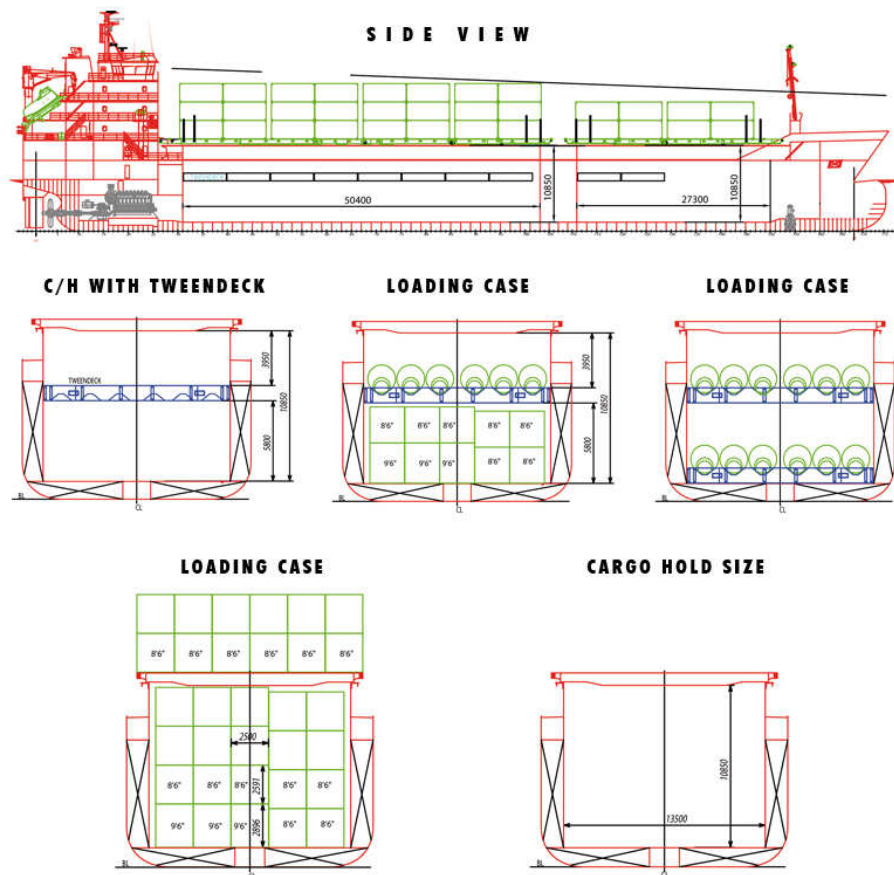 SIDE VIEW
50400
10850
27300
10850
C/H WITH TWEENDECK
LOADING CASE
LOADING CASE
TWEENDECK
3950
10850
5800
BL
CL
3950
10850
5800
8'6" 8'6" 8'6" 8'6" 8'6"
9'6" 9'6" 9'6" 8'6" 8'6"
BL
CL
BL
CL
LOADING CASE
CARGO HOLD SIZE
8'6" 8'6" 8'6" 8'6" 8'6" 8'6"
2500
8'6" 8'6" 8'6" 2591 8'6" 8'6"
9'6" 9'6" 9'6" 2896 8'6" 8'6"
BL
10850
13500
BL